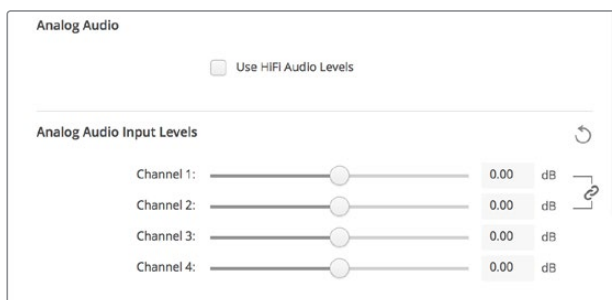 Analog Audio
Use HiFi Audio Levels
Analog Audio Input Levels
Channel 1: 0.00 dB
Channel 2: 0.00 dB
Channel 3: 0.00 dB
Channel 4: 0.00 dB